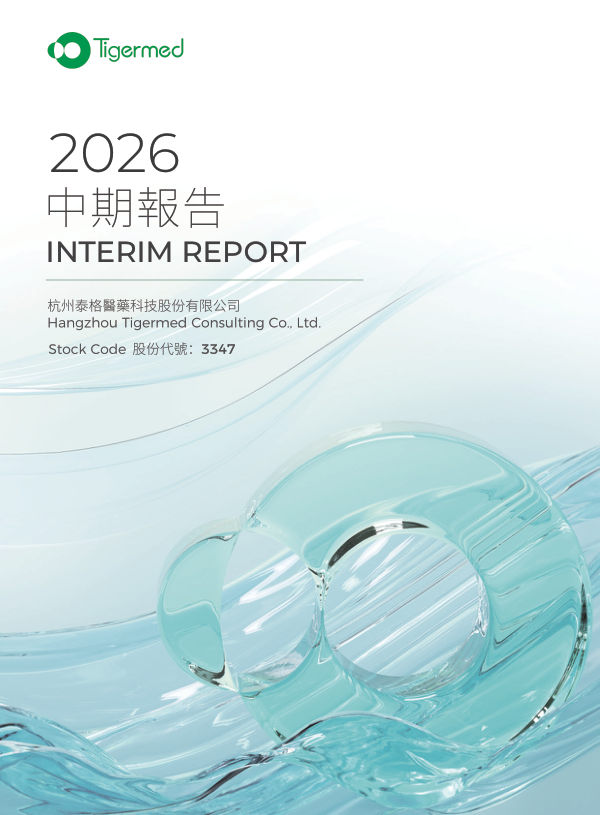 Tigermed
2026
中期報告
INTERIM REPORT
杭州泰格醫藥科技股份有限公司
Hangzhou Tigermed Consulting Co., Ltd.
Stock Code 股份代號：3347